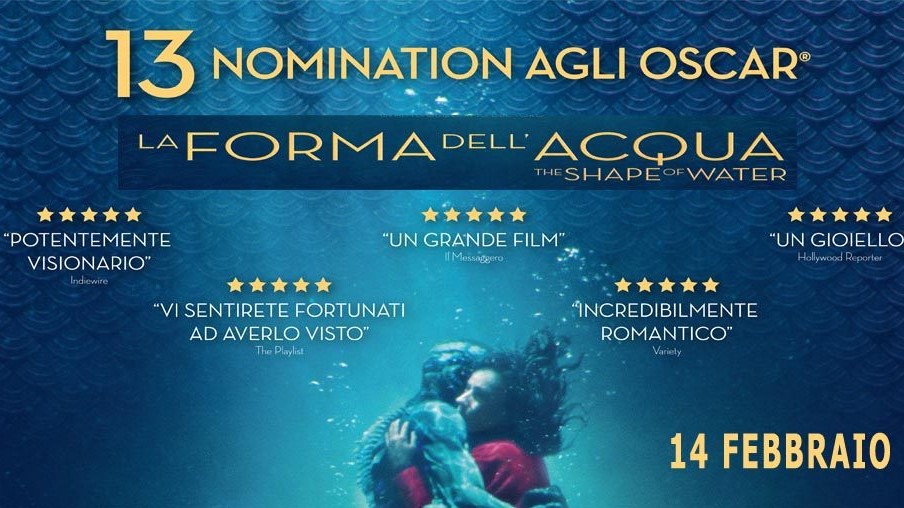 13 NOMINATION AGLI OSCAR®
LA FORMA DELL' ACQUA
THE SHAPE OF WATER
★★★★★
"POTENTEMENTE
VISIONARIO"
Indiewire
★★★★★
"VI SENTIRETE FORTUNATI
AD AVERLO VISTO"
The Playlist
★★★★★
"UN GRANDE FILM"
Il Messaggero
★★★★★
"INCREDIBILMENTE
ROMANTICO"
Variety
★★★★★
"UN GIOIELLO
Hollywood Reporter
14 FEBBRAIO